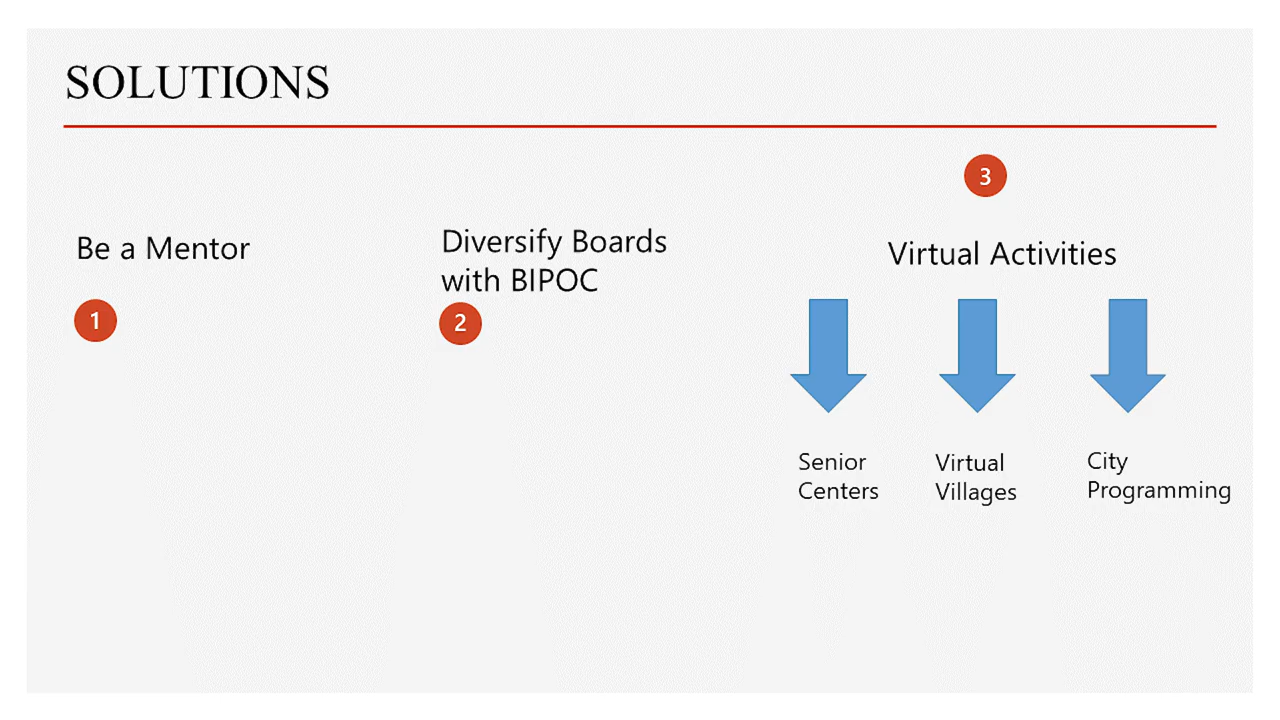 SOLUTIONS
Be a Mentor
1
Diversify Boards
with BIPOC
2
3
Virtual Activities
Senior
Centers
Virtual
Villages
City
Programming